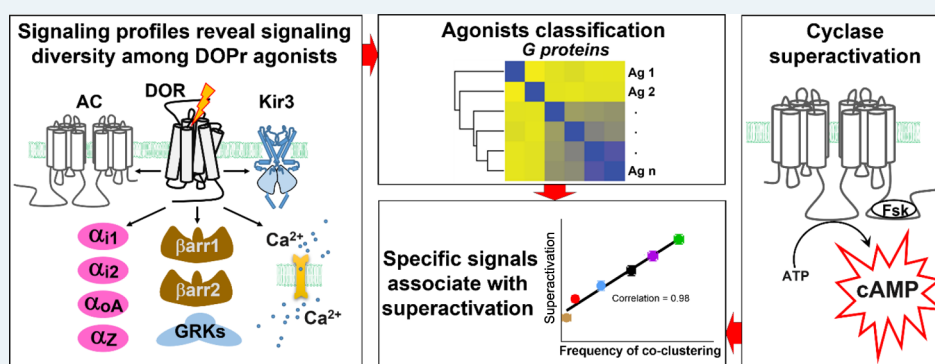 Signaling profiles reveal signaling
diversity among DOPr agonists
AC
DOR
Kir3
αi1
αi2
αoA
αZ
βarr1
βarr2
GRKs
Ca2+
Ca2+
Agonists classification
G proteins
Ag 1
Ag 2
.
.
.
Ag n
Specific signals
associate with
superactivation
Superactivation
Correlation = 0.98
Frequency of co-clustering
Cyclase
superactivation
Fsk
ATP
cAMP